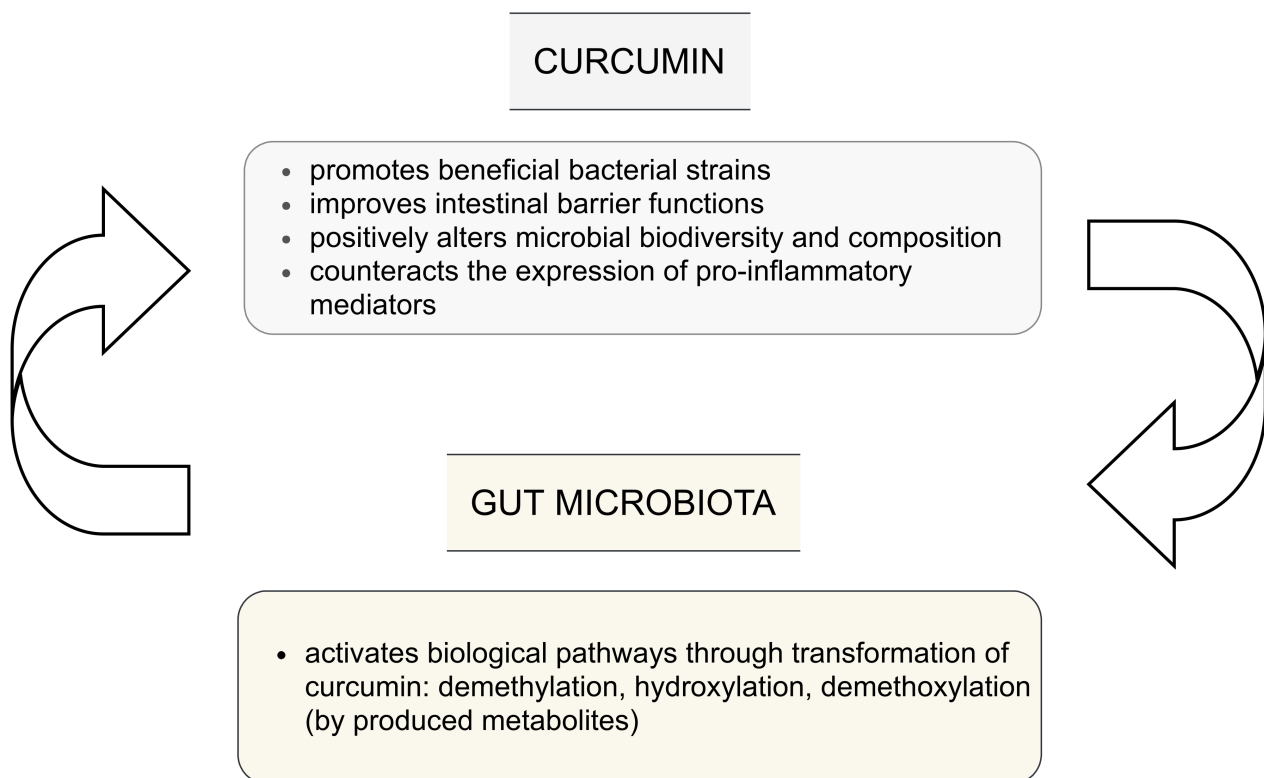 CURCUMIN
• promotes beneficial bacterial strains
• improves intestinal barrier functions
• positively alters microbial biodiversity and composition
• counteracts the expression of pro-inflammatory
mediators
GUT MICROBIOTA
• activates biological pathways through transformation of
curcumin: demethylation, hydroxylation, demethoxylation
(by produced metabolites)